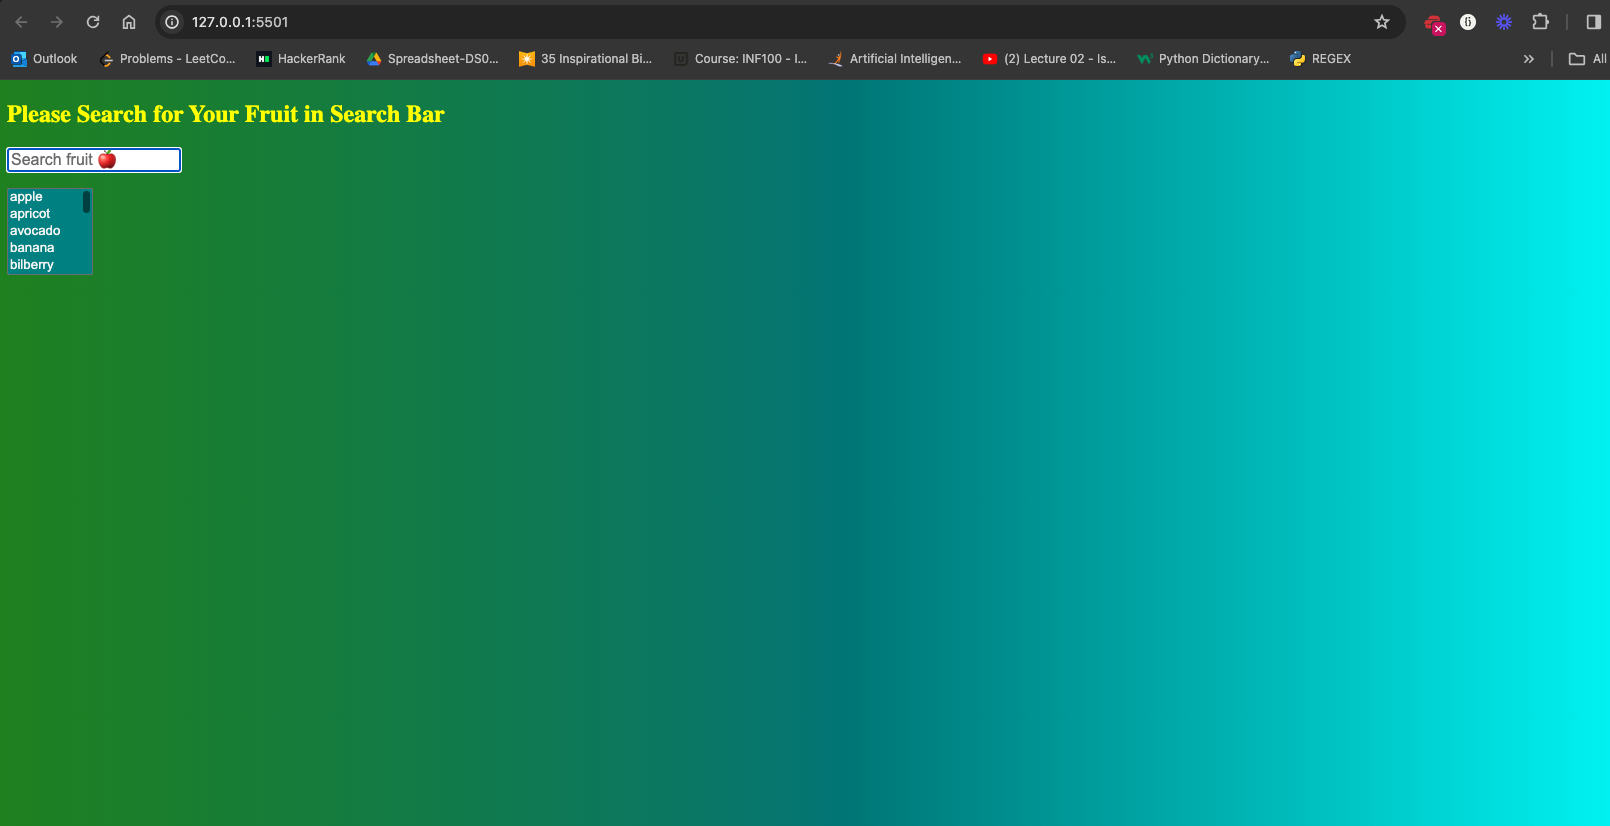 127.0.0.1:5501
Outlook
Problems - LeetCo...
HackerRank
Spreadsheet-DS0...
35 Inspirational Bi...
Course: INF100 - I...
Artificial Intelligen...
(2) Lecture 02 - Is...
Python Dictionary...
REGEX
All
Please Search for Your Fruit in Search Bar
Search fruit 🍎
apple
apricot
avocado
banana
bilberry